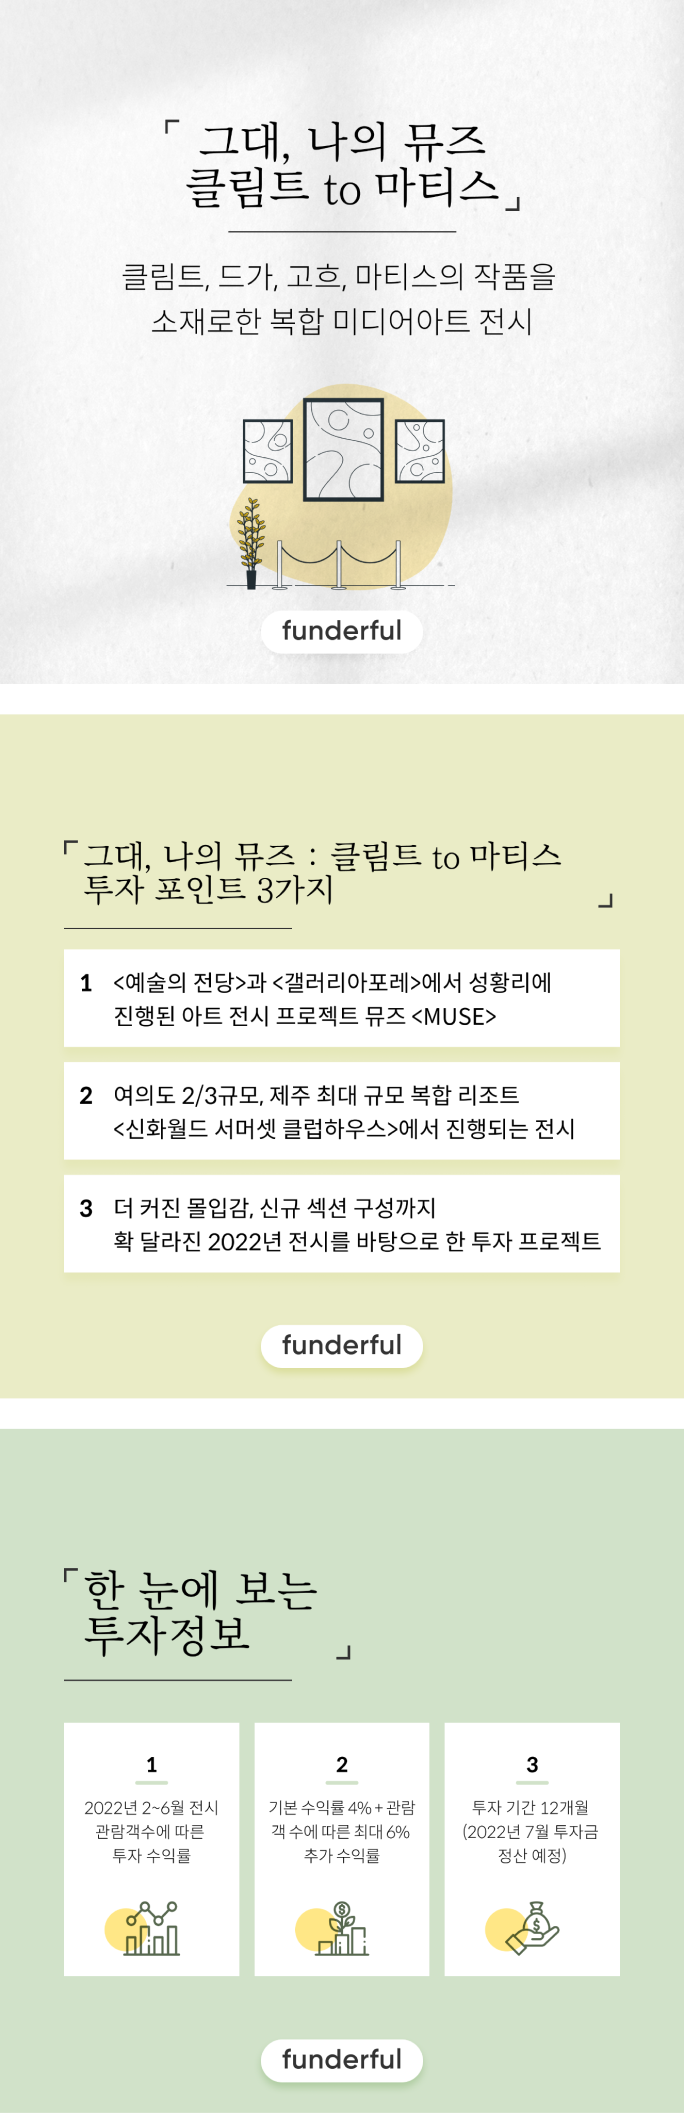 「그대, 나의 뮤즈
클림트 to 마티스」
클림트, 드가, 고흐, 마티스의 작품을
소재로한 복합 미디어아트 전시
funderful
「그대, 나의 뮤즈 : 클림트 to 마티스
투자 포인트 3가지」
1 <예술의 전당>과 <갤러리아포레>에서 성황리에
진행된 아트 전시 프로젝트 뮤즈 <MUSE>
2 여의도 2/3규모, 제주 최대 규모 복합 리조트
<신화월드 서머셋 클럽하우스>에서 진행되는 전시
3 더 커진 몰입감, 신규 섹션 구성까지
확 달라진 2022년 전시를 바탕으로 한 투자 프로젝트
funderful
「한 눈에 보는
투자정보」
1
2022년 2~6월 전시
관람객수에 따른
투자 수익률
2
기본 수익률 4% + 관람
객 수에 따른 최대 6%
추가 수익률
3
투자 기간 12개월
(2022년 7월 투자금
정산 예정)
funderful